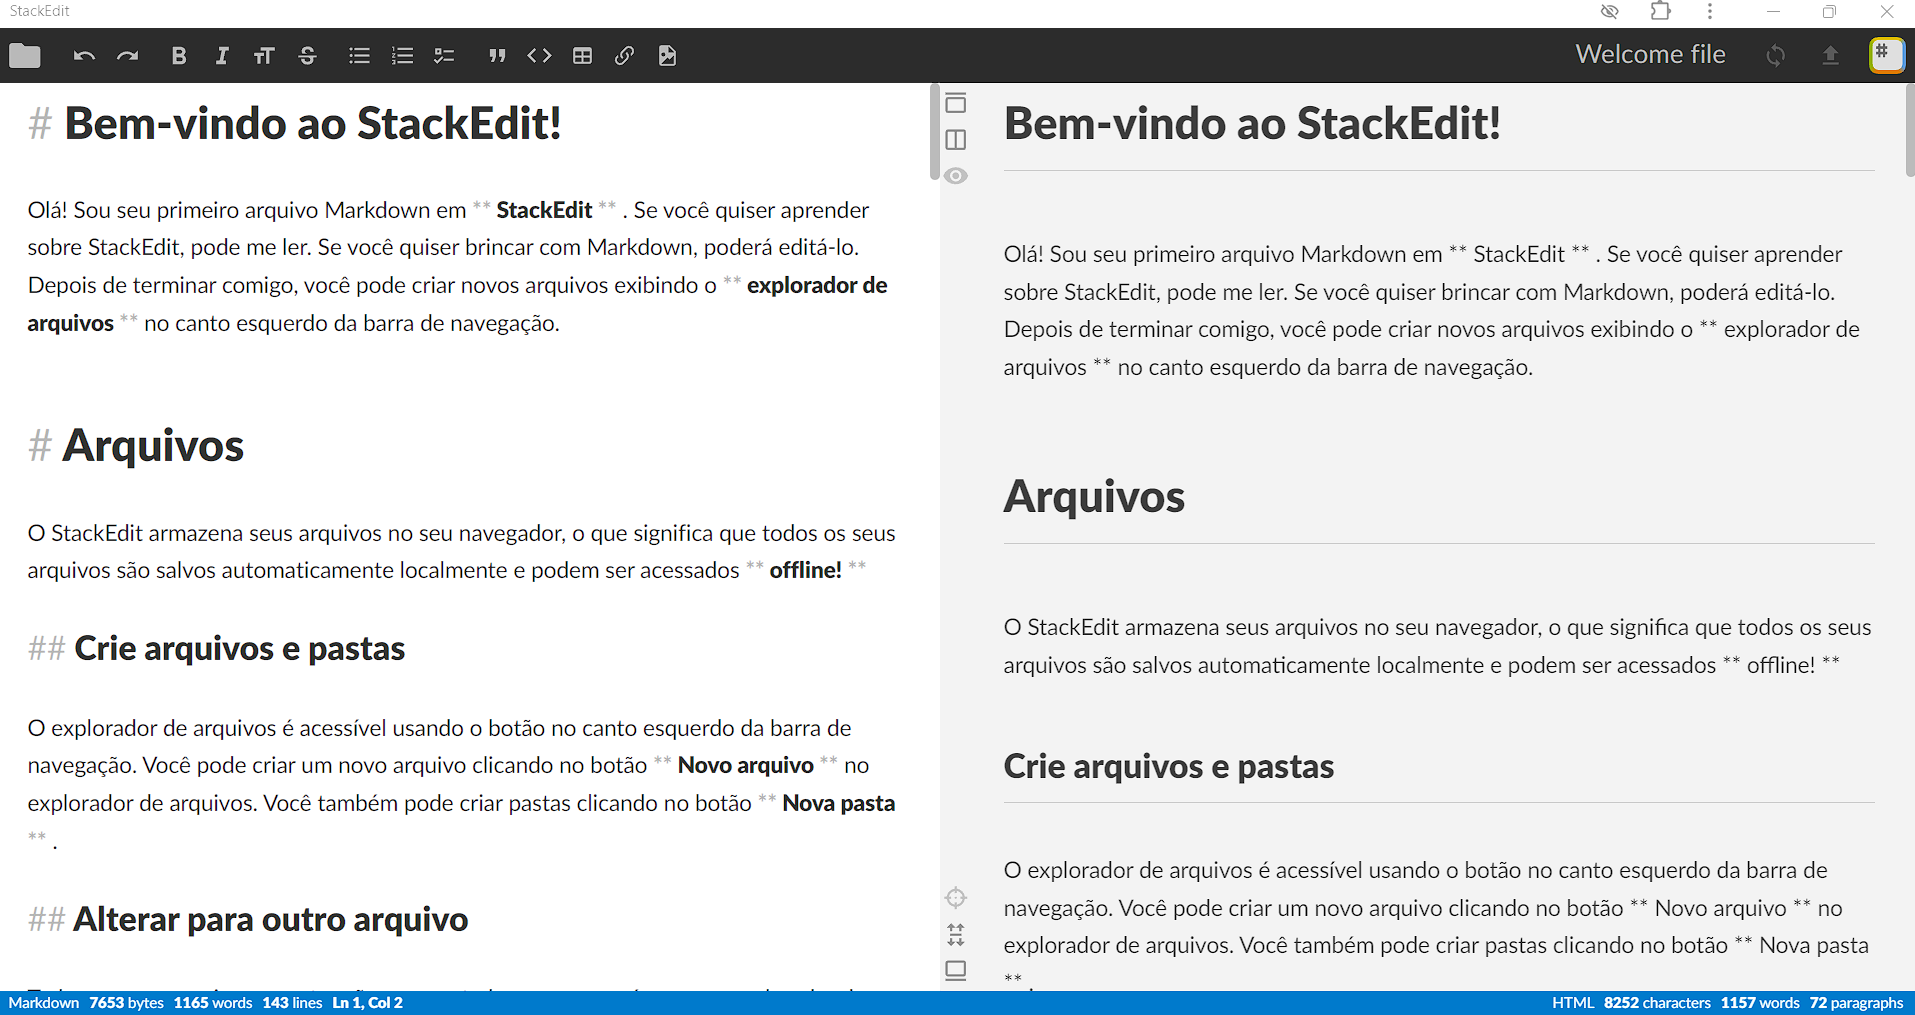 StackEdit
Welcome file
# Bem-vindo ao StackEdit!
Olá! Sou seu primeiro arquivo Markdown em ** StackEdit ** . Se você quiser aprender
sobre StackEdit, pode me ler. Se você quiser brincar com Markdown, poderá editá-lo.
Depois de terminar comigo, você pode criar novos arquivos exibindo o ** explorador de
arquivos ** no canto esquerdo da barra de navegação.
# Arquivos
O StackEdit armazena seus arquivos no seu navegador, o que significa que todos os seus
arquivos são salvos automaticamente localmente e podem ser acessados ** offline! **
## Crie arquivos e pastas
O explorador de arquivos é acessível usando o botão no canto esquerdo da barra de
navegação. Você pode criar um novo arquivo clicando no botão ** Novo arquivo ** no
explorador de arquivos. Você também pode criar pastas clicando no botão ** Nova pasta
** .
## Alterar para outro arquivo
Bem-vindo ao StackEdit!
Olá! Sou seu primeiro arquivo Markdown em ** StackEdit ** . Se você quiser aprender
sobre StackEdit, pode me ler. Se você quiser brincar com Markdown, poderá editá-lo.
Depois de terminar comigo, você pode criar novos arquivos exibindo o ** explorador de
arquivos ** no canto esquerdo da barra de navegação.
Arquivos
O StackEdit armazena seus arquivos no seu navegador, o que significa que todos os seus
arquivos são salvos automaticamente localmente e podem ser acessados ** offline! **
Crie arquivos e pastas
O explorador de arquivos é acessível usando o botão no canto esquerdo da barra de
navegação. Você pode criar um novo arquivo clicando no botão ** Novo arquivo ** no
explorador de arquivos. Você também pode criar pastas clicando no botão ** Nova pasta
** .
Markdown 7653 bytes 1165 words 143 lines Ln 1, Col 2
HTML 8252 characters 1157 words 72 paragraphs